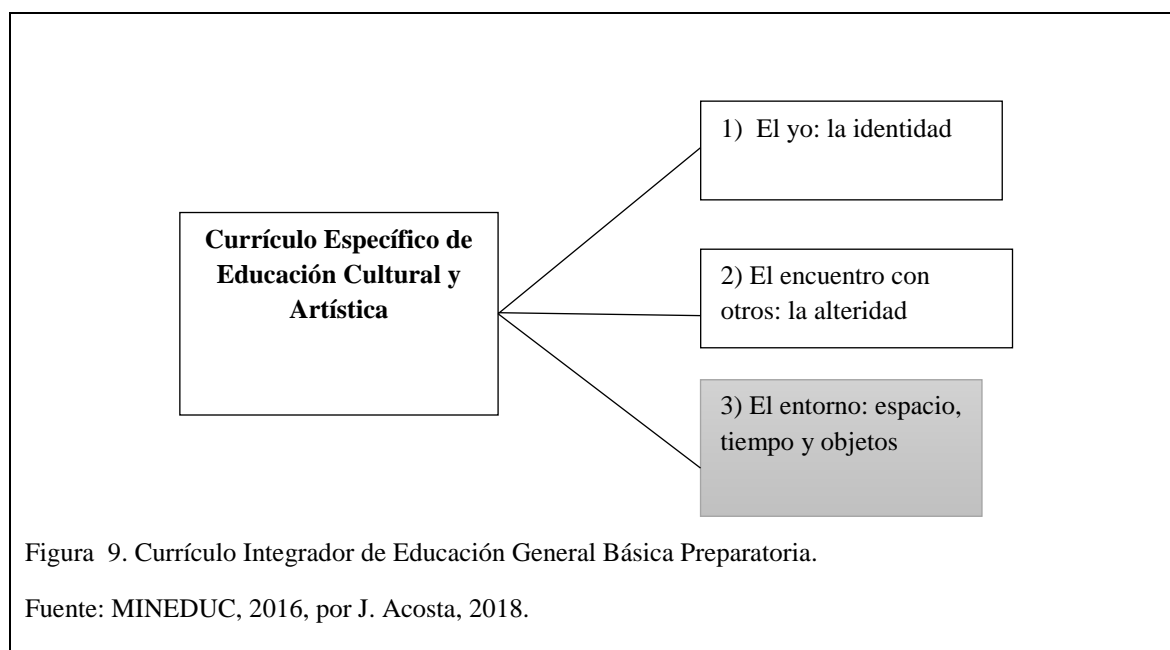 1) El yo: la identidad
Currículo Específico de
Educación Cultural y
Artística
2) El encuentro con
otros: la alteridad
3) El entorno: espacio,
tiempo y objetos
Figura 9. Currículo Integrador de Educación General Básica Preparatoria.
Fuente: MINEDUC, 2016, por J. Acosta, 2018.